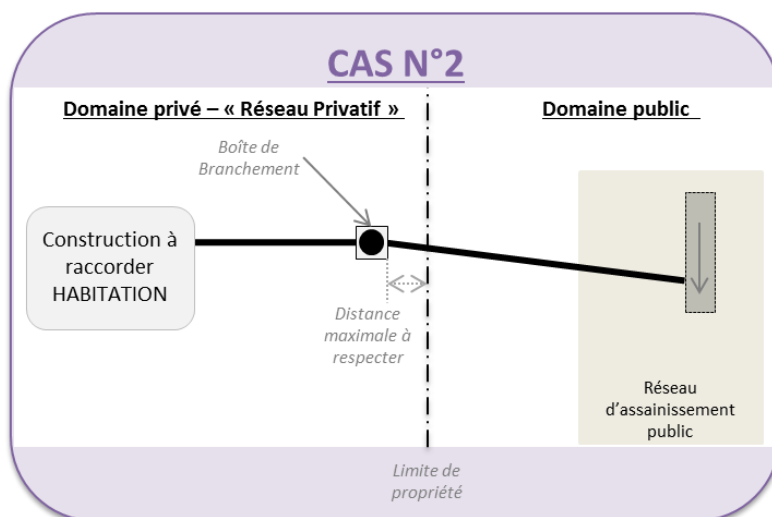 CAS N°2
Domaine privé – « Réseau Privatif »
Domaine public
Boîte de
Branchement
Construction à
raccorder
HABITATION
Distance
maximale à
respecter
Réseau
d'assainissement
public
Limite de
propriété